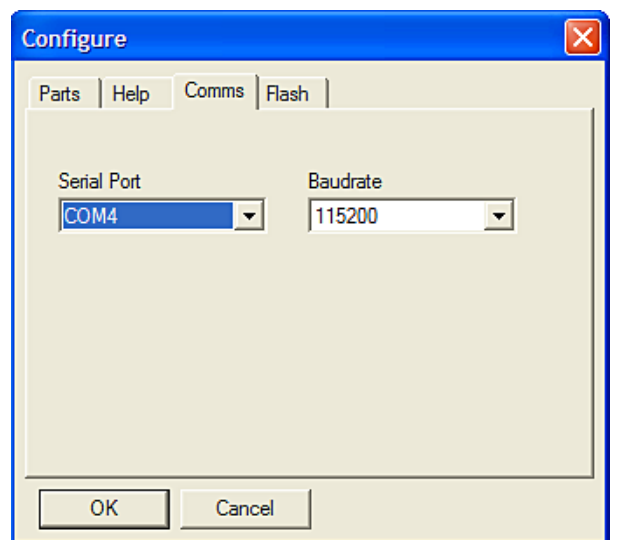 Configure
Parts Help Comms Flash
Serial Port Baudrate
COM4 115200
OK Cancel